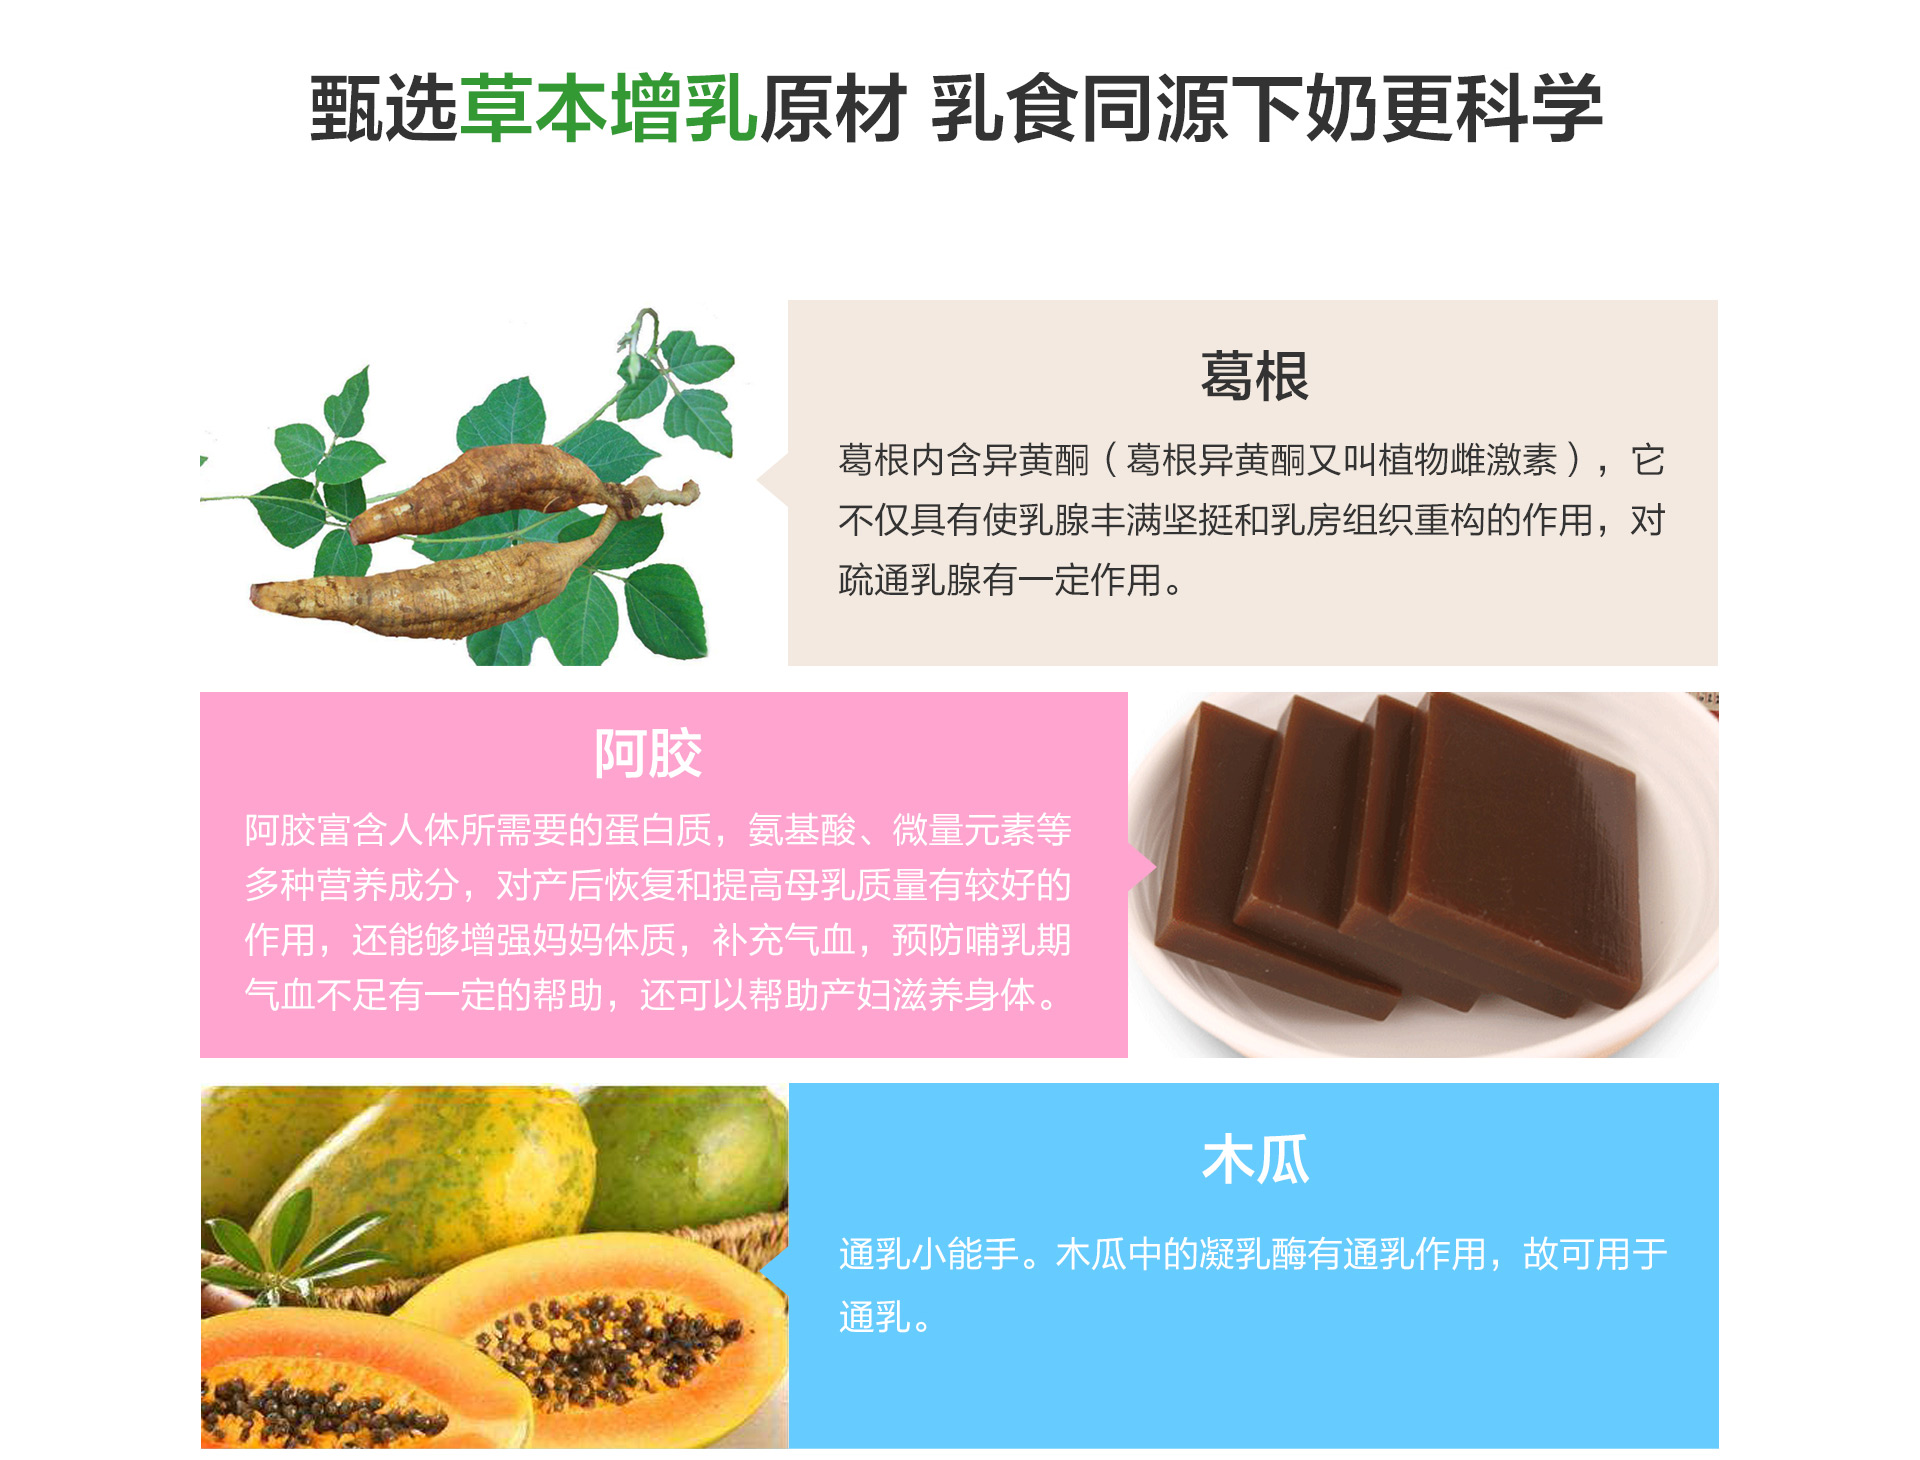 甄选草本增乳原材 乳食同源下奶更科学
葛根
葛根内含异黄酮（葛根异黄酮又叫植物雌激素），它
不仅具有使乳腺丰满坚挺和乳房组织重构的作用，对
疏通乳腺有一定作用。
阿胶
阿胶富含人体所需要的蛋白质，氨基酸、微量元素等
多种营养成分，对产后恢复和提高母乳质量有较好的
作用，还能够增强妈妈体质，补充气血，预防哺乳期
气血不足有一定的帮助，还可以帮助产妇滋养身体。
木瓜
通乳小能手。木瓜中的凝乳酶有通乳作用，故可用于
通乳。